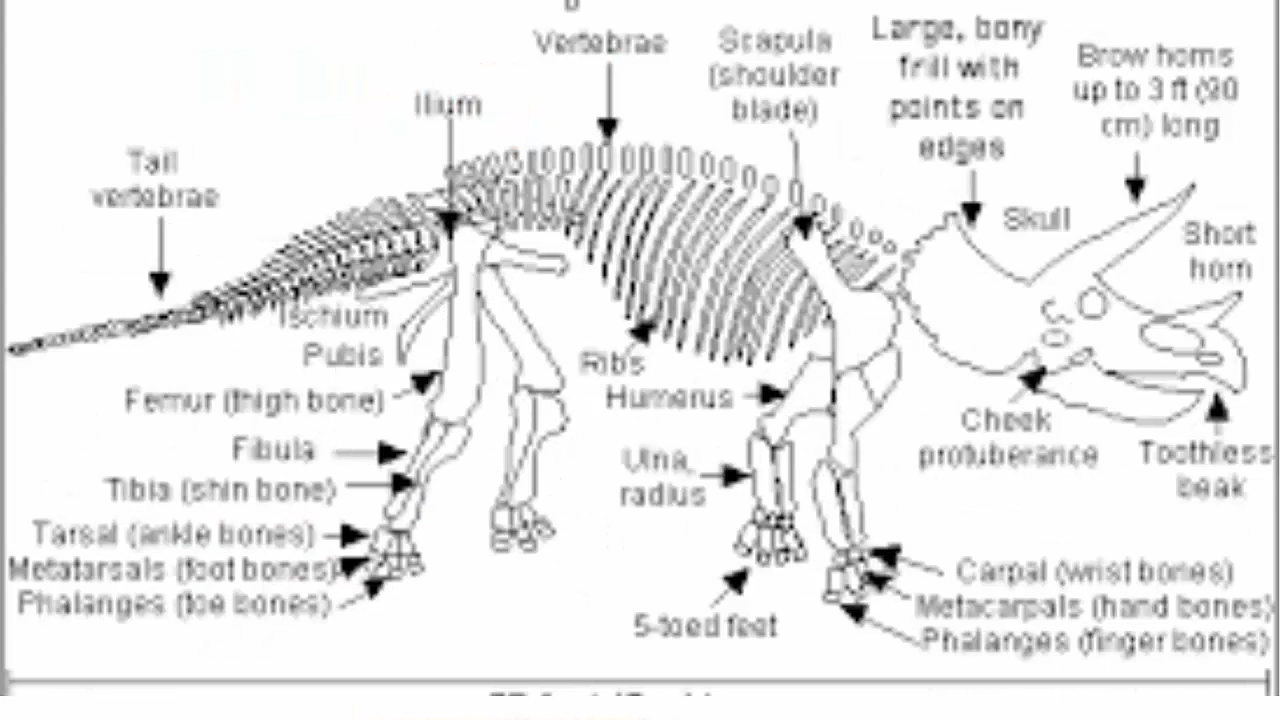 Vertebrae
Scapula
(shoulder
blade)
Large, bony
frill with
points on
edges
Brow horns
up to 3 ft (90
cm) long
Ilium
Tail
vertebrae
Skull
Short
horn
Ischium
Pubis
Ribs
Femur (thigh bone)
Humerus
Cheek
protuberance
Toothless
beak
Fibula
Ulna
radius
Tibia (shin bone)
Tarsal (ankle bones)
Metatarsals (foot bones)
Phalanges (toe bones)
5-toed feet
Carpal (wrist bones)
Metacarpals (hand bones)
Phalanges (finger bones)